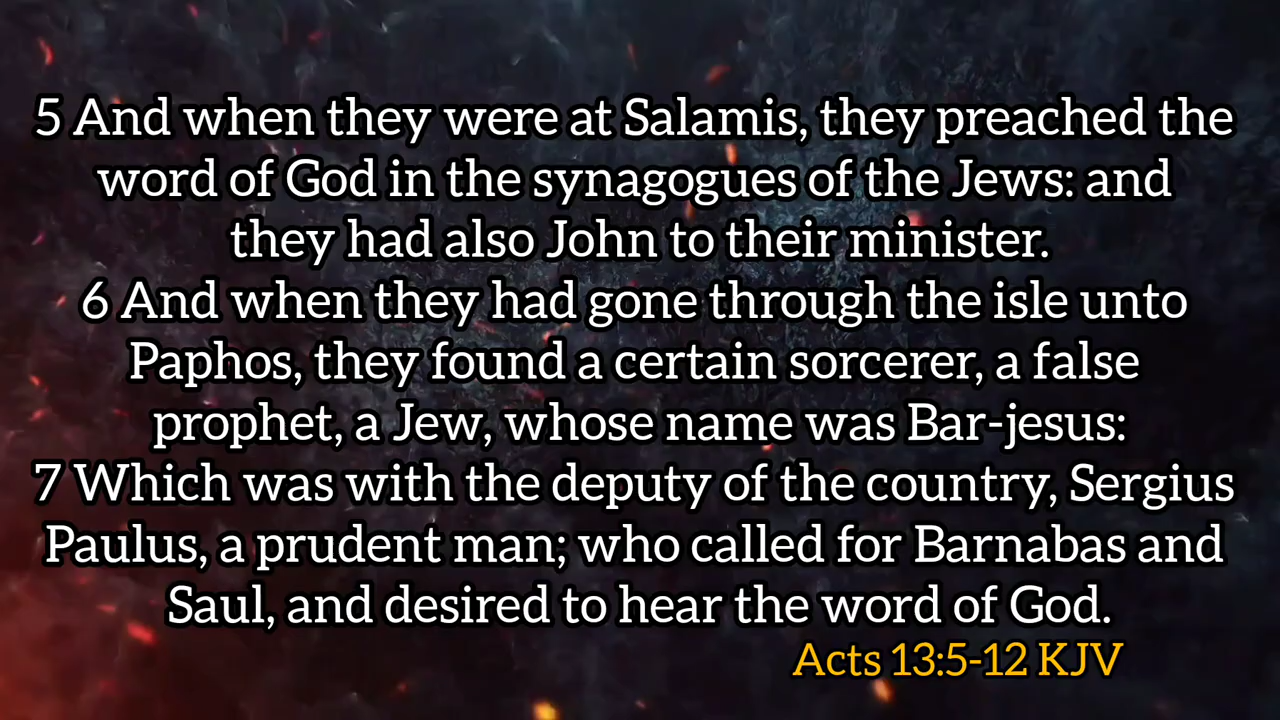 5 And when they were at Salamis, they preached the
word of God in the synagogues of the Jews: and
they had also John to their minister.
6 And when they had gone through the isle unto
Paphos, they found a certain sorcerer, a false
prophet, a Jew, whose name was Bar-jesus:
7 Which was with the deputy of the country, Sergius
Paulus, a prudent man; who called for Barnabas and
Saul, and desired to hear the word of God.
Acts 13:5-12 KJV